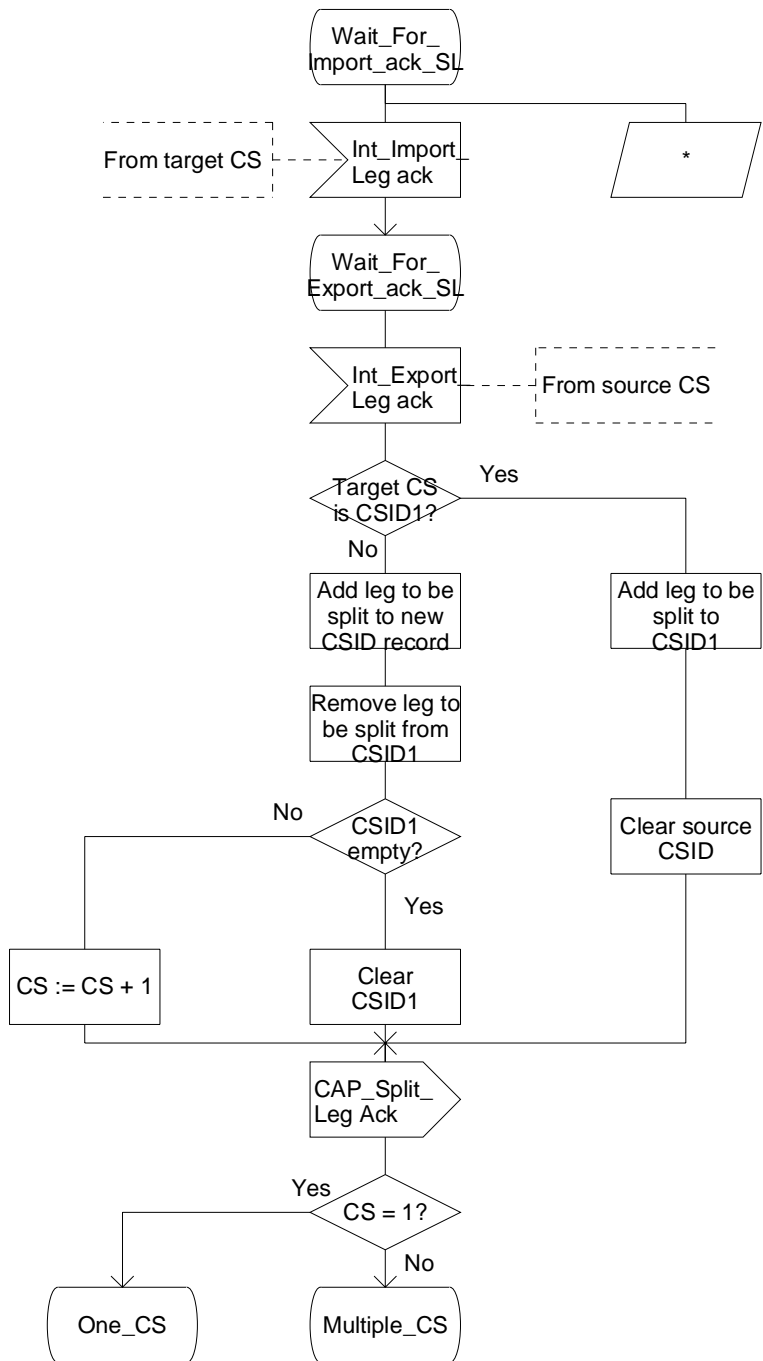 Wait_For_
Import_ack_SL
From target CS
Int_Import_
Leg ack
*
Wait_For_
Export_ack_SL
Int_Export_
Leg ack
From source CS
Target CS
is CSID1?
Yes
No
Add leg to be
split to new
CSID record
Add leg to be
split to
CSID1
Remove leg to
be split from
CSID1
No
CSID1
empty?
Clear source
CSID
Yes
CS := CS + 1
Clear
CSID1
CAP_Split_
Leg Ack
Yes
CS = 1?
No
One_CS
Multiple_CS